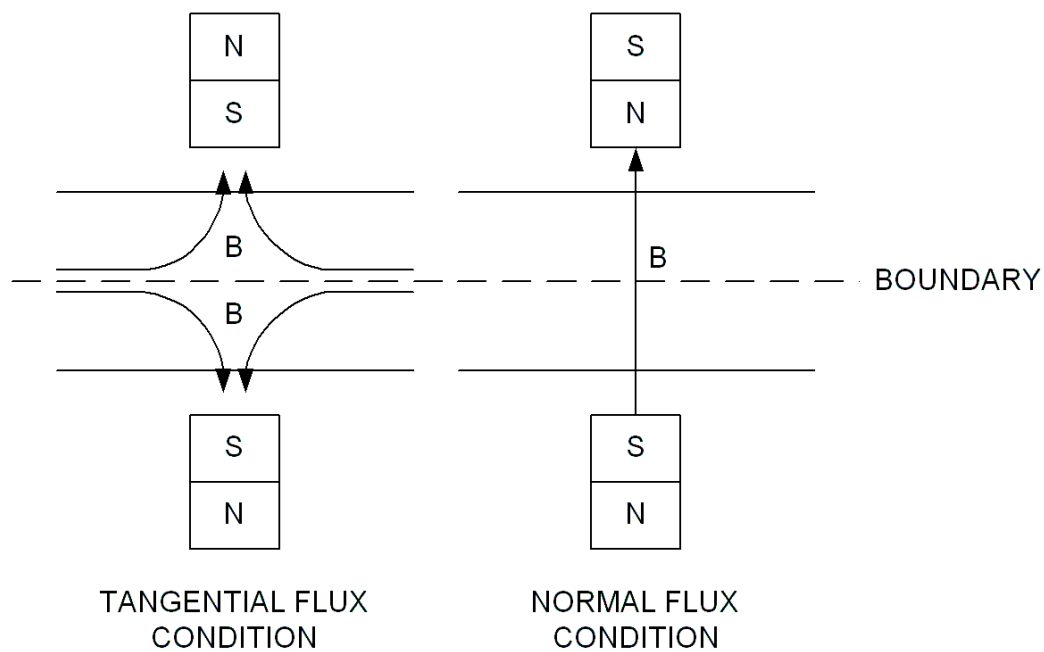 N
S
S
N
B
B
B
BOUNDARY
S
N
S
N
TANGENTIAL FLUX
CONDITION
NORMAL FLUX
CONDITION